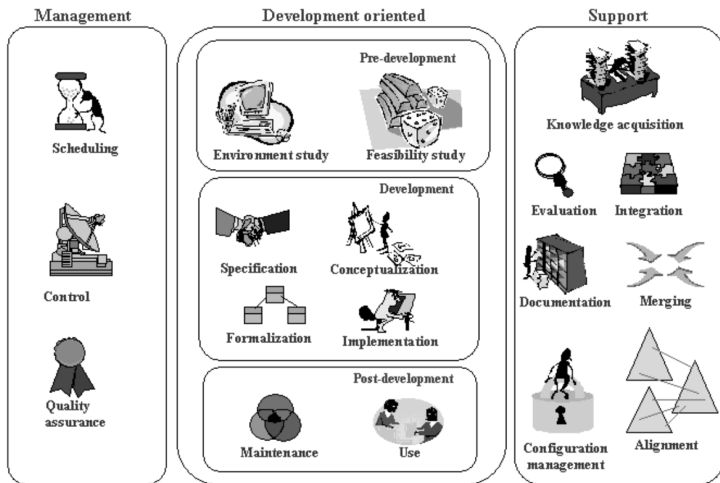 Management
Development oriented
Support
Scheduling
Control
Quality
assurance
Pre-development
Environment study
Feasibility study
Development
Specification
Conceptualization
Formalization
Implementation
Post-development
Maintenance
Use
Knowledge acquisition
Evaluation
Integration
Documentation
Merging
Configuration
management
Alignment